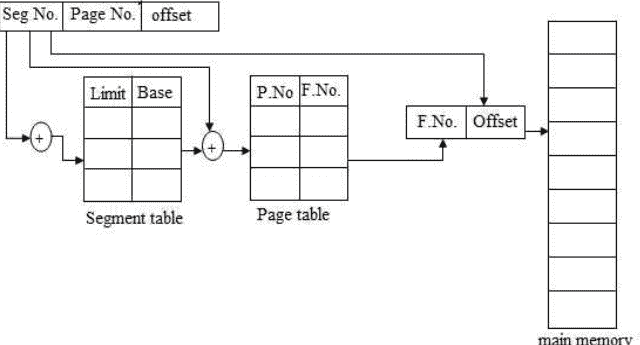 Seg No. Page No. offset
Limit Base
P.No F.No.
F.No. Offset
+
+
Segment table
Page table
main memory